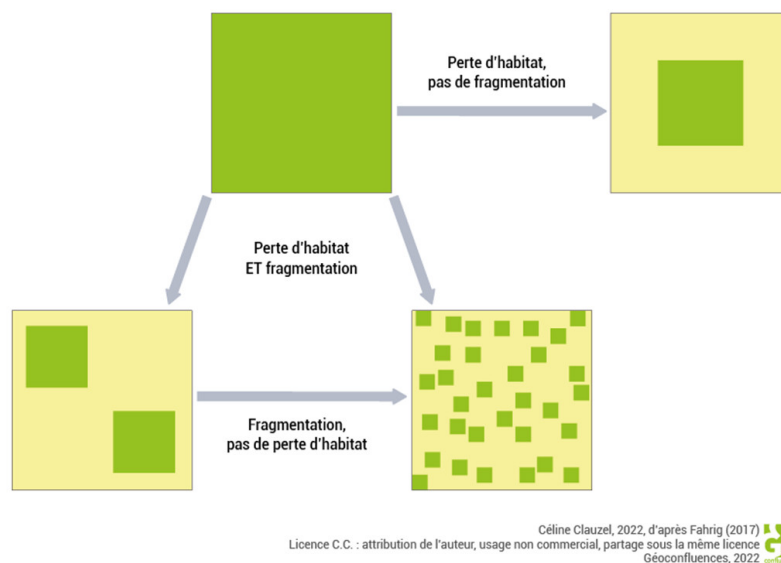 Perte d'habitat,
pas de fragmentation
Perte d'habitat
ET fragmentation
Fragmentation,
pas de perte d'habitat
Céline Clauzel, 2022, d'après Fahrig (2017)
Licence C.C. : attribution de l'auteur, usage non commercial, partage sous la même licence
Géoconfluences, 2022